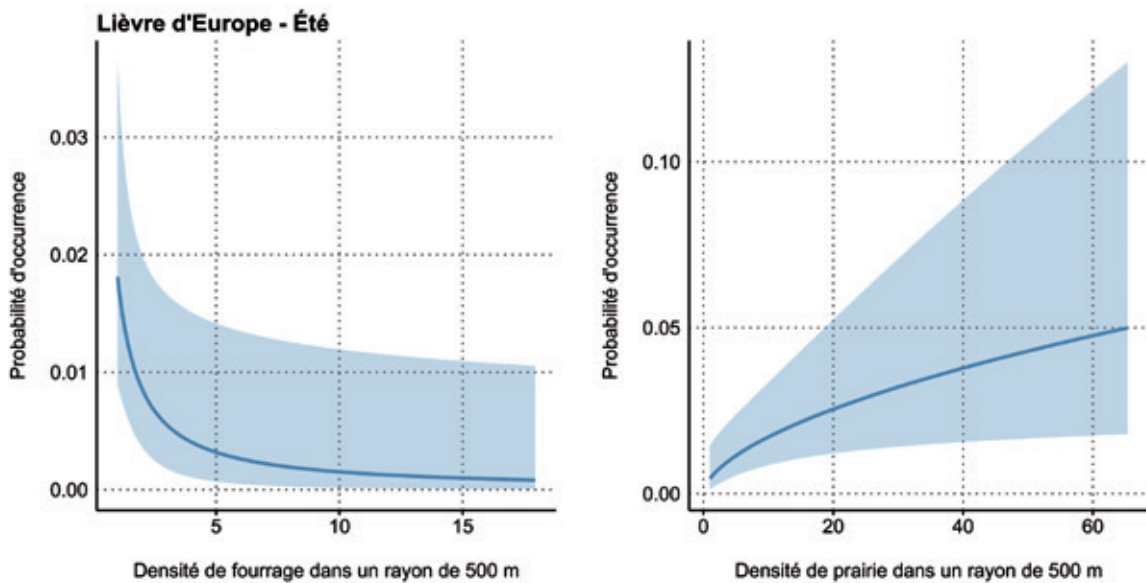 Lièvre d'Europe - Été
Probabilité d'occurrence
0.03
0.02
0.01
0.00
5 10 15
Densité de fourrage dans un rayon de 500 m
Probabilité d'occurrence
0.10
0.05
0.00
0 20 40 60
Densité de prairie dans un rayon de 500 m